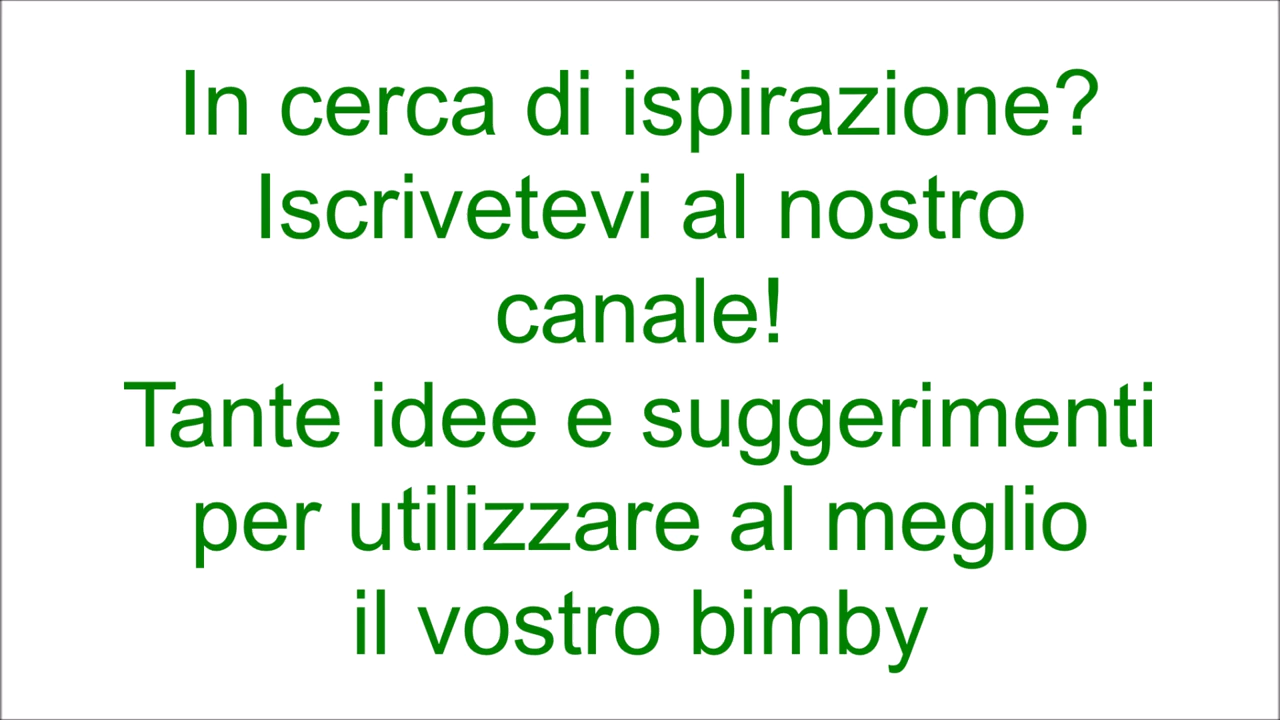 In cerca di ispirazione?
Iscrivetevi al nostro
canale!
Tante idee e suggerimenti
per utilizzare al meglio
il vostro bimby